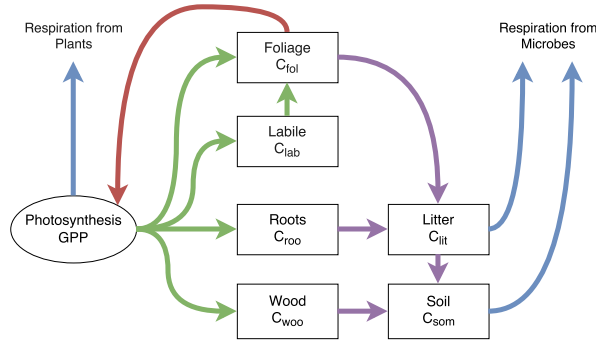 Respiration from
Plants
Foliage
Cfol
Respiration from
Microbes
Labile
Clab
Photosynthesis
GPP
Roots
Croo
Litter
Clit
Wood
Cwoo
Soil
Csom